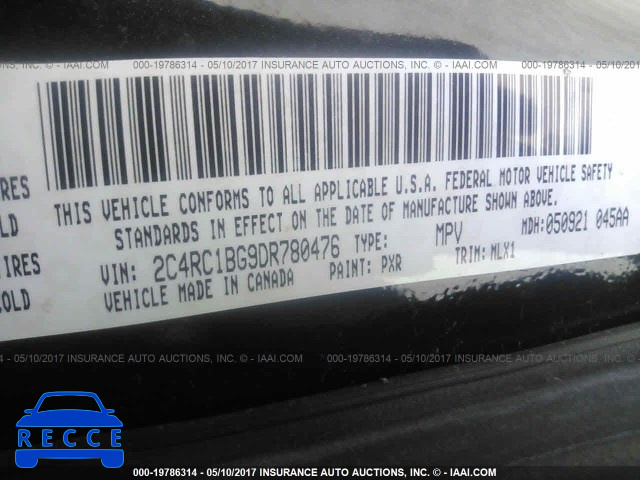 000-19786314 - 05/10/2017 INSURANCE AUTO AUCTIONS, INC. © - IAAI.COM
IRES
THIS VEHICLE CONFORMS TO ALL APPLICABLE U.S.A. FEDERAL MOTOR VEHICLE SAFETY
OLD
STANDARDS IN EFFECT ON THE DATE OF MANUFACTURE SHOWN ABOVE.
IRES
VIN: 2C4RC1BG9DR780476 TYPE: MPV MDH:050921 045AA
COLD
VEHICLE MADE IN CANADA PAINT: PXR TRIM: MLX1
000-19786314 - 05/10/2017 INSURANCE AUTO AUCTIONS, INC. © - IAAI.COM
RECCE
000-19786314 - 05/10/2017 INSURANCE AUTO AUCTIONS, INC. © - IAAI.COM